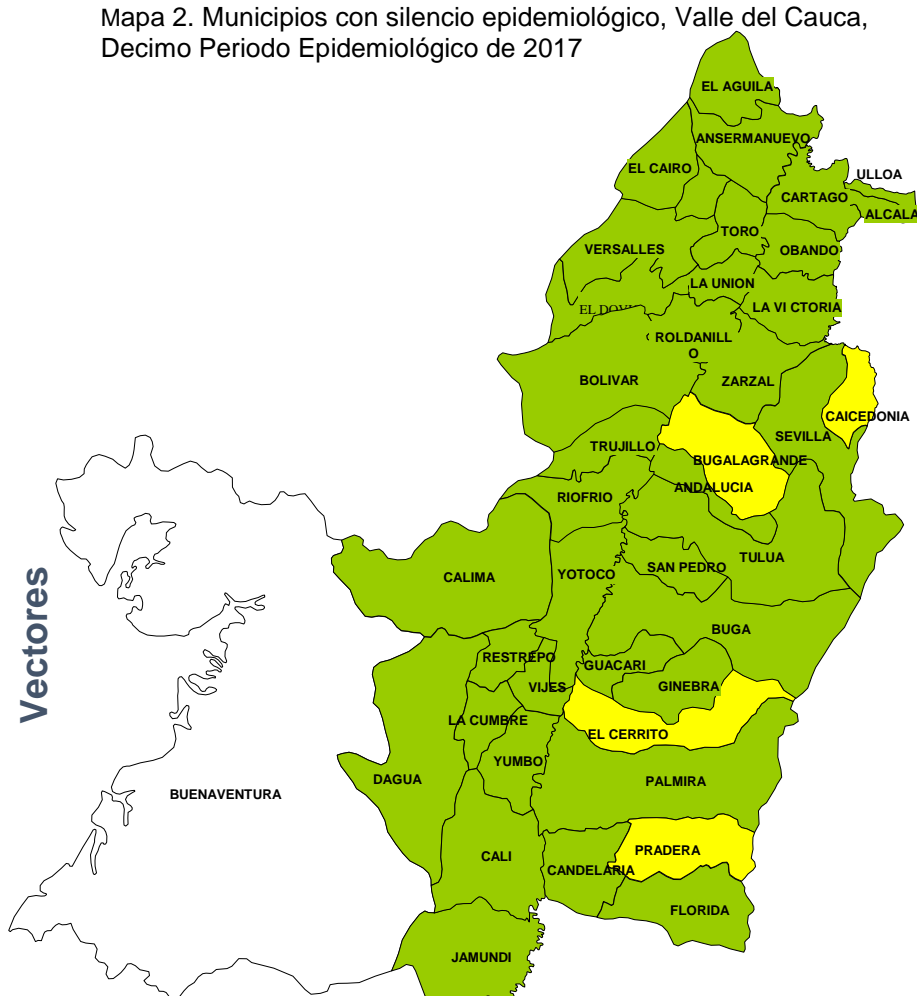 Mapa 2. Municipios con silencio epidemiológico, Valle del Cauca,
Decimo Periodo Epidemiológico de 2017
EL AGUILA
ANSERMANUEVO
EL CAIRO
ULLOA
CARTAGO
ALCALA
TORO
VERSALLES
OBANDO
LA UNION
EL DOVI
LA VI CTORIA
ROLDANILL
O
BOLIVAR
ZARZAL
CAICEDONIA
SEVILLA
TRUJILLO
BUGALAGRANDE
ANDALUCIA
RIOFRIO
TULUA
SAN PEDRO
YOTOCO
CALIMA
Vectores
BUGA
RESTREPO
GUACARI
VIJES
GINEBRA
LA CUMBRE
EL CERRITO
YUMBO
DAGUA
PALMIRA
BUENAVENTURA
PRADERA
CALI
CANDELARIA
FLORIDA
JAMUNDI